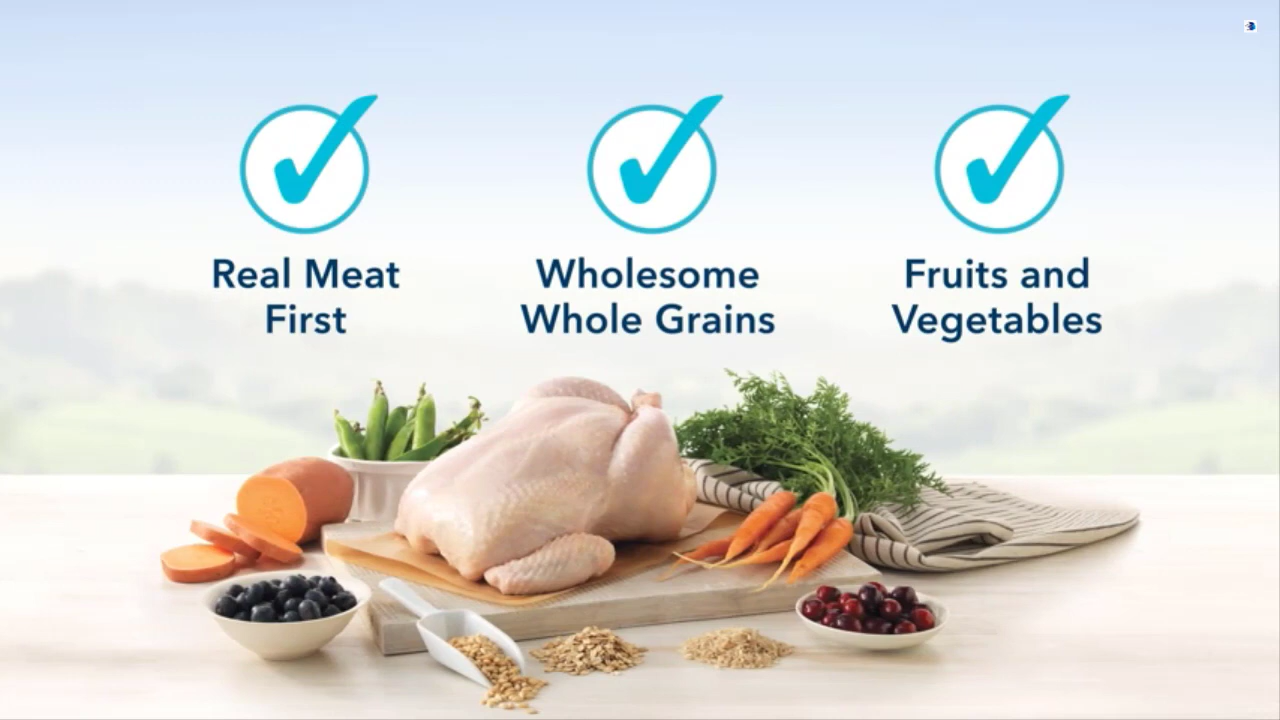 Real Meat
First
Wholesome
Whole Grains
Fruits and
Vegetables